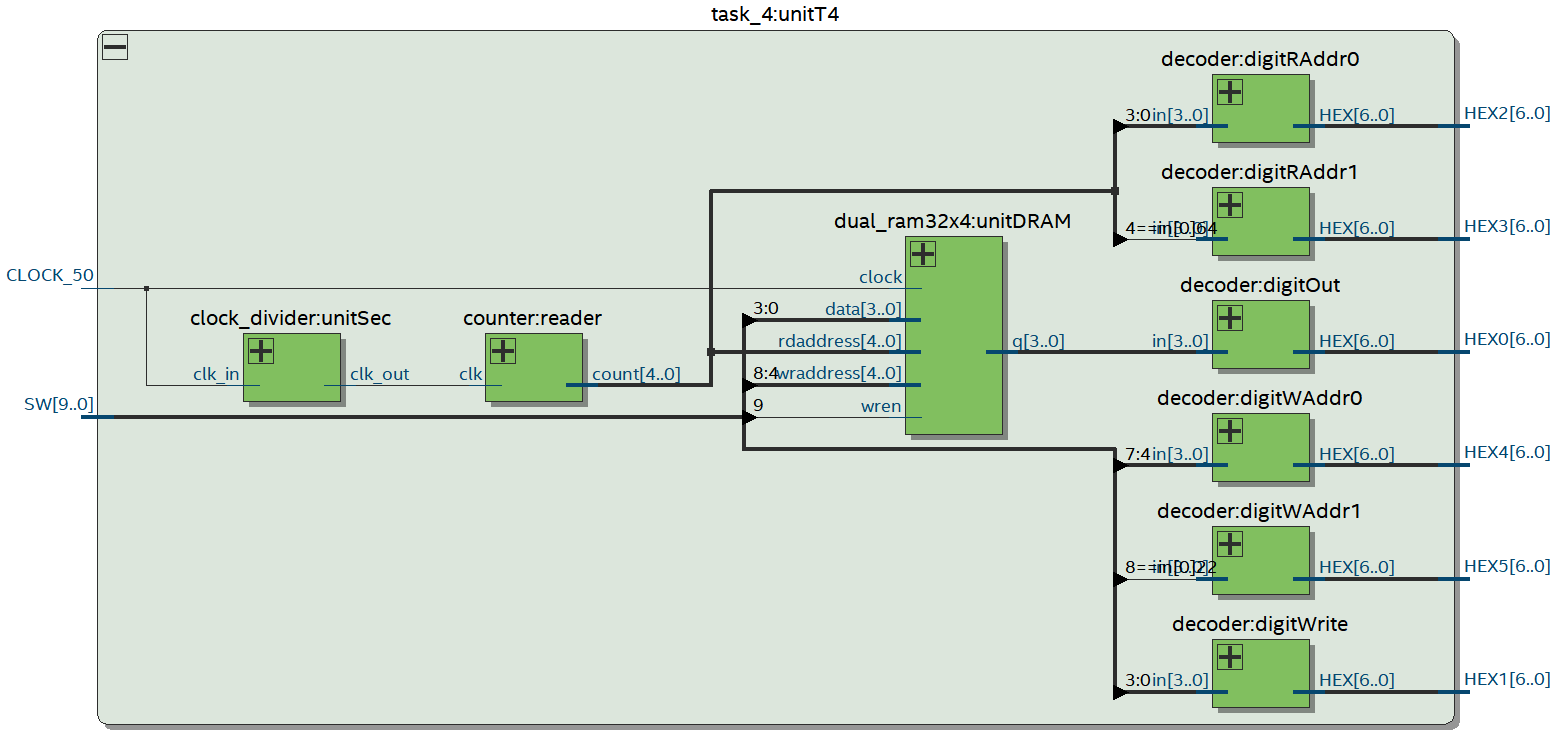 task_4:unitT4
decoder:digitRAddr0
3:0 in[3..0] HEX[6..0] HEX2[6..0]
decoder:digitRAddr1
HEX[6..0] HEX3[6..0]
dual_ram32x4:unitDRAM
CLOCK_50
clock
decoder:digitOut
clock_divider:unitSec
counter:reader
3:0 data[3..0]
rdaddress[4..0] q[3..0] in[3..0] HEX[6..0] HEX0[6..0]
clk_in clk_out clk count[4..0]
8:4 wraddress[4..0]
decoder:digitWAddr0
SW[9..0]
9 wren
7:4 in[3..0] HEX[6..0] HEX4[6..0]
decoder:digitWAddr1
HEX[6..0] HEX5[6..0]
decoder:digitWrite
3:0 in[3..0] HEX[6..0] HEX1[6..0]